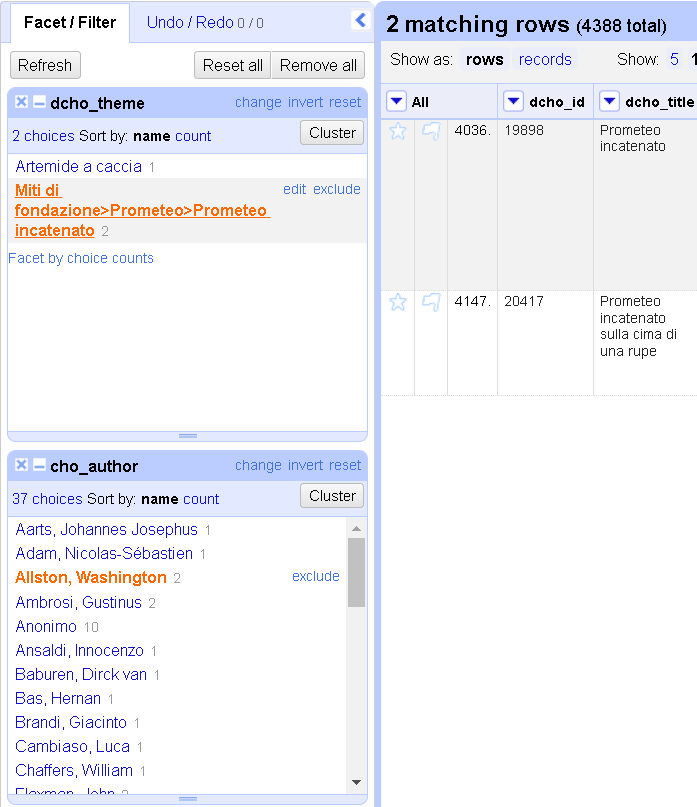 Facet / Filter
Undo / Redo 0 / 0
Refresh
Reset all
Remove all
dcho_theme
change invert reset
2 choices Sort by: name count
Cluster
Artemide a caccia 1
Miti di
fondazione>Prometeo>Prometeo
incatenato 2
edit exclude
Facet by choice counts
cho_author
change invert reset
37 choices Sort by: name count
Cluster
Aarts, Johannes Josephus 1
Adam, Nicolas-Sébastien 1
Allston, Washington 2
exclude
Ambrosi, Gustinus 2
Anonimo 10
Ansaldi, Innocenzo 1
Baburen, Dirck van 1
Bas, Hernan 1
Brandi, Giacinto 1
Cambiaso, Luca 1
Chaffers, William 1
Flaxman, John
2 matching rows (4388 total)
Show as: rows records
Show: 5 1
All
dcho_id
dcho_title
4036.
19898
Prometeo
incatenato
4147.
20417
Prometeo
incatenato
sulla cima di
una rupe